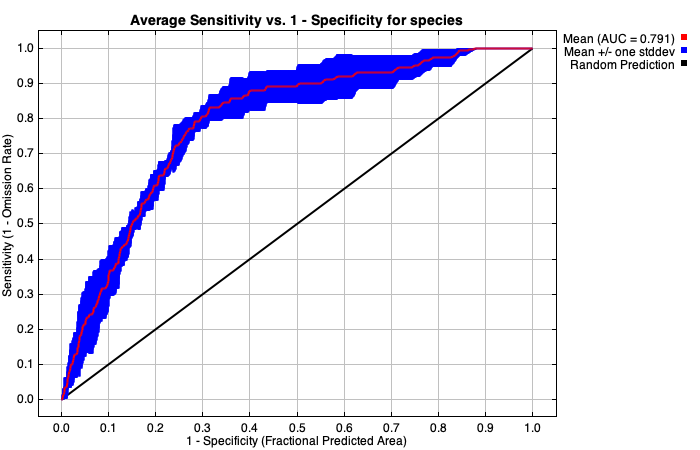 Average Sensitivity vs. 1 - Specificity for species
Mean (AUC = 0.791)
Mean +/- one stddev
Random Prediction
Sensitivity (1 - Omission Rate)
1.0
0.9
0.8
0.7
0.6
0.5
0.4
0.3
0.2
0.1
0.0
0.0 0.1 0.2 0.3 0.4 0.5 0.6 0.7 0.8 0.9 1.0
1 - Specificity (Fractional Predicted Area)